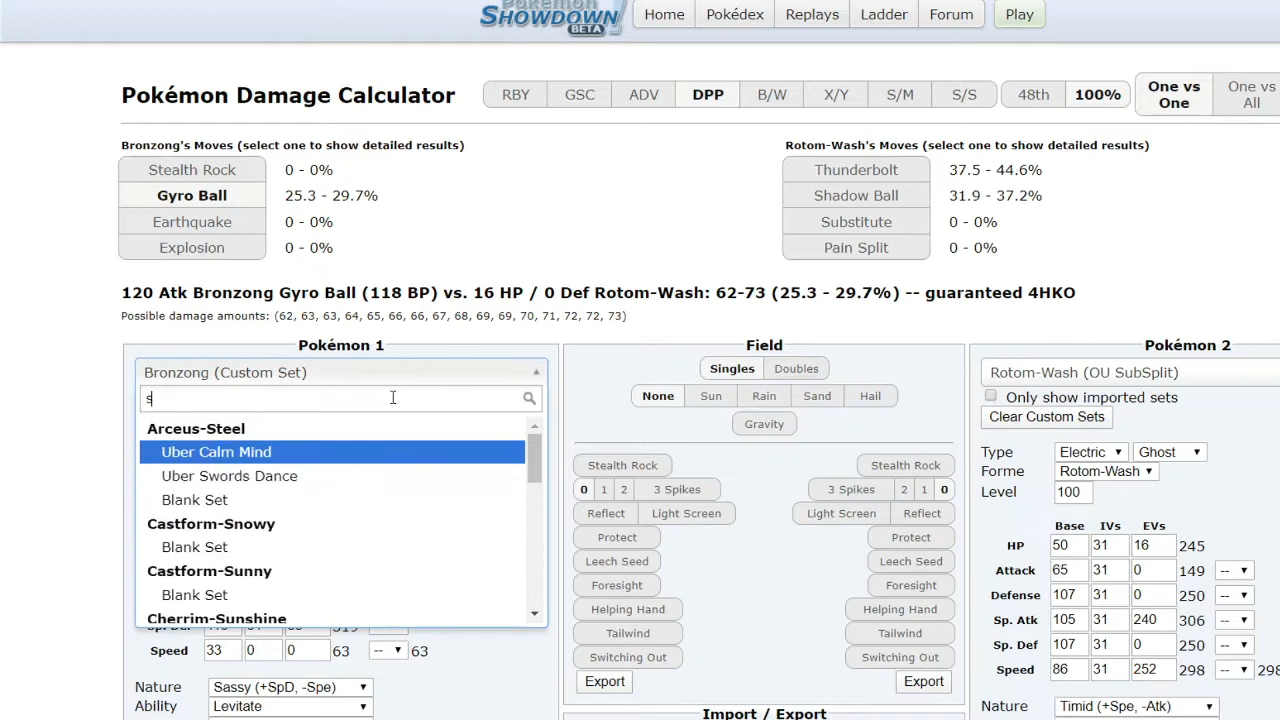 Pokémon
SHOWDOWN!
BETA
Home Pokédex Replays Ladder Forum Play
Pokémon Damage Calculator
RBY GSC ADV DPP B/W X/Y S/M S/S
48th 100%
One vs One
One vs All
Bronzong's Moves (select one to show detailed results)
Stealth Rock 0 - 0%
Gyro Ball 25.3 - 29.7%
Earthquake 0 - 0%
Explosion 0 - 0%
Rotom-Wash's Moves (select one to show detailed results)
Thunderbolt 37.5 - 44.6%
Shadow Ball 31.9 - 37.2%
Substitute 0 - 0%
Pain Split 0 - 0%
120 Atk Bronzong Gyro Ball (118 BP) vs. 16 HP / 0 Def Rotom-Wash: 62-73 (25.3 - 29.7%) -- guaranteed 4HKO
Possible damage amounts: (62, 63, 63, 64, 65, 66, 66, 67, 68, 69, 69, 70, 71, 72, 72, 73)
Pokémon 1
Bronzong (Custom Set)
s
Arceus-Steel
Uber Calm Mind
Uber Swords Dance
Blank Set
Castform-Snowy
Blank Set
Castform-Sunny
Blank Set
Cherrim-Sunshine
Speed 33 0 0 63 -- 63
Nature Sassy (+SpD, -Spe)
Ability Levitate
Field
Singles Doubles
None Sun Rain Sand Hail
Gravity
Stealth Rock Stealth Rock
0 1 2 3 Spikes 3 Spikes 2 1 0
Reflect Light Screen Light Screen Reflect
Protect Protect
Leech Seed Leech Seed
Foresight Foresight
Helping Hand Helping Hand
Tailwind Tailwind
Switching Out Switching Out
Export Export
Import / Export
Pokémon 2
Rotom-Wash (OU SubSplit)
Only show imported sets
Clear Custom Sets
Type Electric Ghost
Forme Rotom-Wash
Level 100
Base IVs EVs
HP 50 31 16 245
Attack 65 31 0 149 --
Defense 107 31 0 250 --
Sp. Atk 105 31 240 306 --
Sp. Def 107 31 0 250 --
Speed 86 31 252 298 -- 298
Nature Timid (+Spe, -Atk)